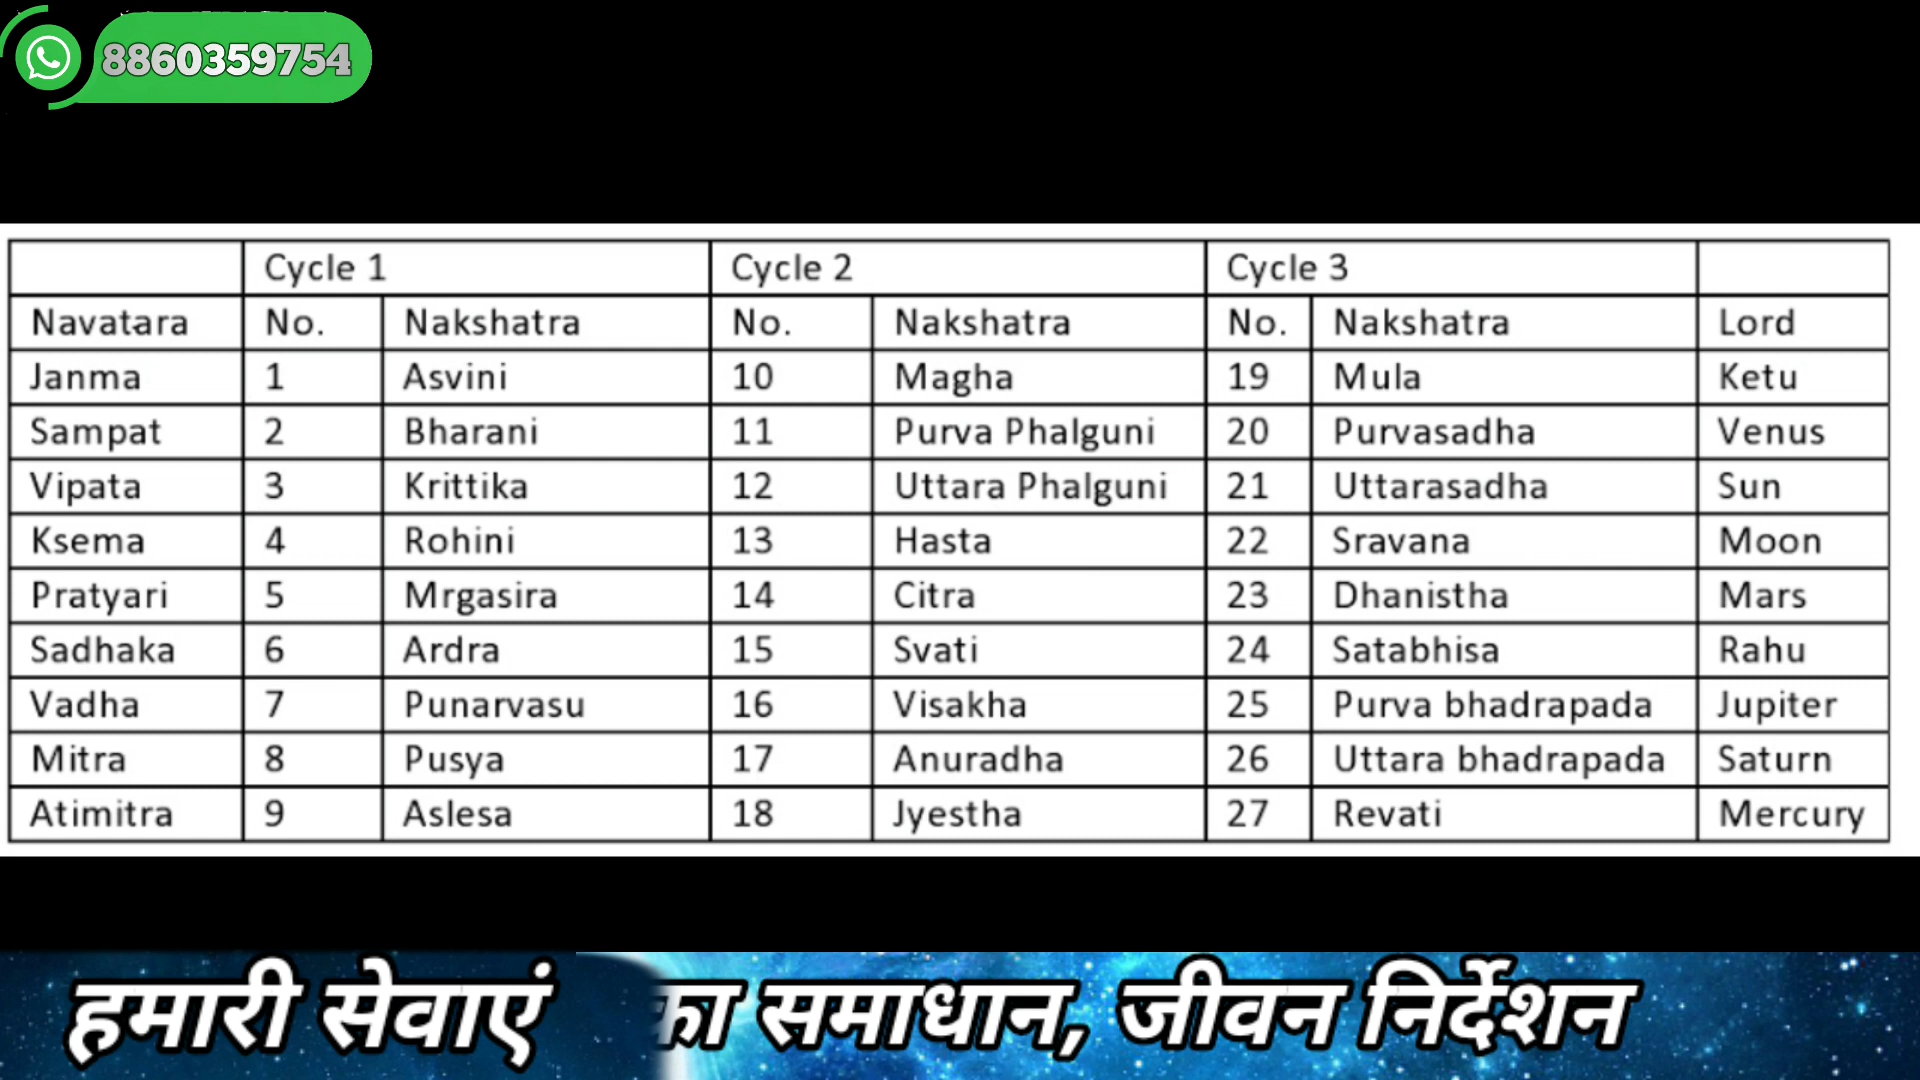 8860359754
Cycle 1 Cycle 2 Cycle 3
Navatara No. Nakshatra No. Nakshatra No. Nakshatra Lord
Janma 1 Asvini 10 Magha 19 Mula Ketu
Sampat 2 Bharani 11 Purva Phalguni 20 Purvasadha Venus
Vipata 3 Krittika 12 Uttara Phalguni 21 Uttarasadha Sun
Ksema 4 Rohini 13 Hasta 22 Sravana Moon
Pratyari 5 Mrgasira 14 Citra 23 Dhanistha Mars
Sadhaka 6 Ardra 15 Svati 24 Satabhisa Rahu
Vadha 7 Punarvasu 16 Visakha 25 Purva bhadrapada Jupiter
Mitra 8 Pusya 17 Anuradha 26 Uttara bhadrapada Saturn
Atimitra 9 Aslesa 18 Jyestha 27 Revati Mercury
हमारी सेवाएं का समाधान, जीवन निर्देशन